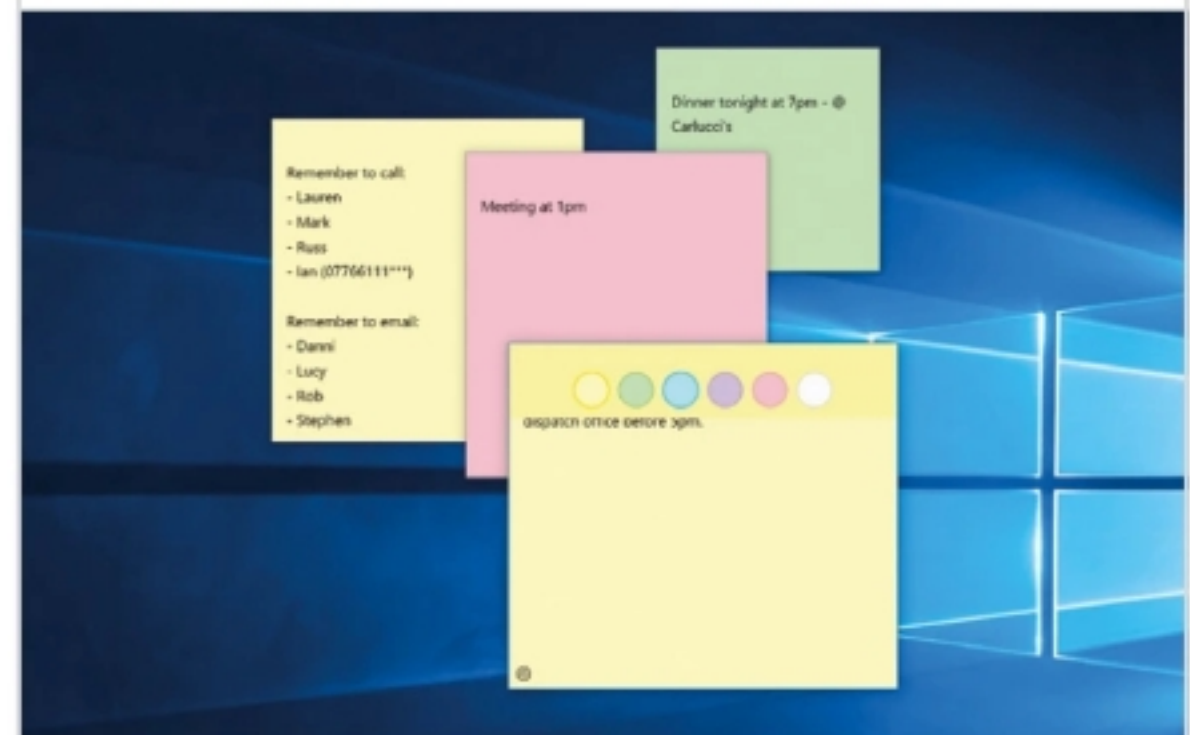 Remember to call:
- Lauren
- Mark
- Russ
- Ian (07766111***)
Remember to email:
- Danni
- Lucy
- Rob
- Stephen
Meeting at 1pm
Dinner tonight at 7pm - @
Carlucci's
dispatch office before 5pm.